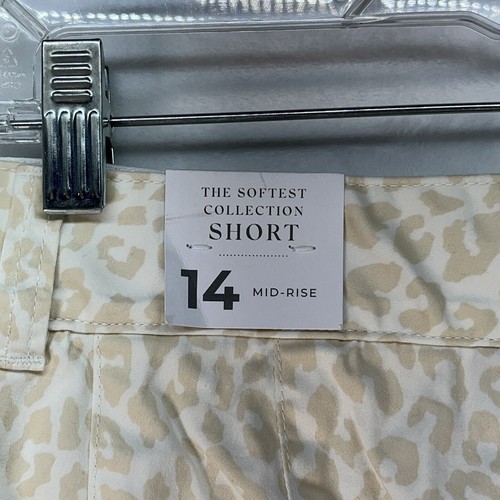 THE SOFTEST
COLLECTION
SHORT
14 MID-RISE